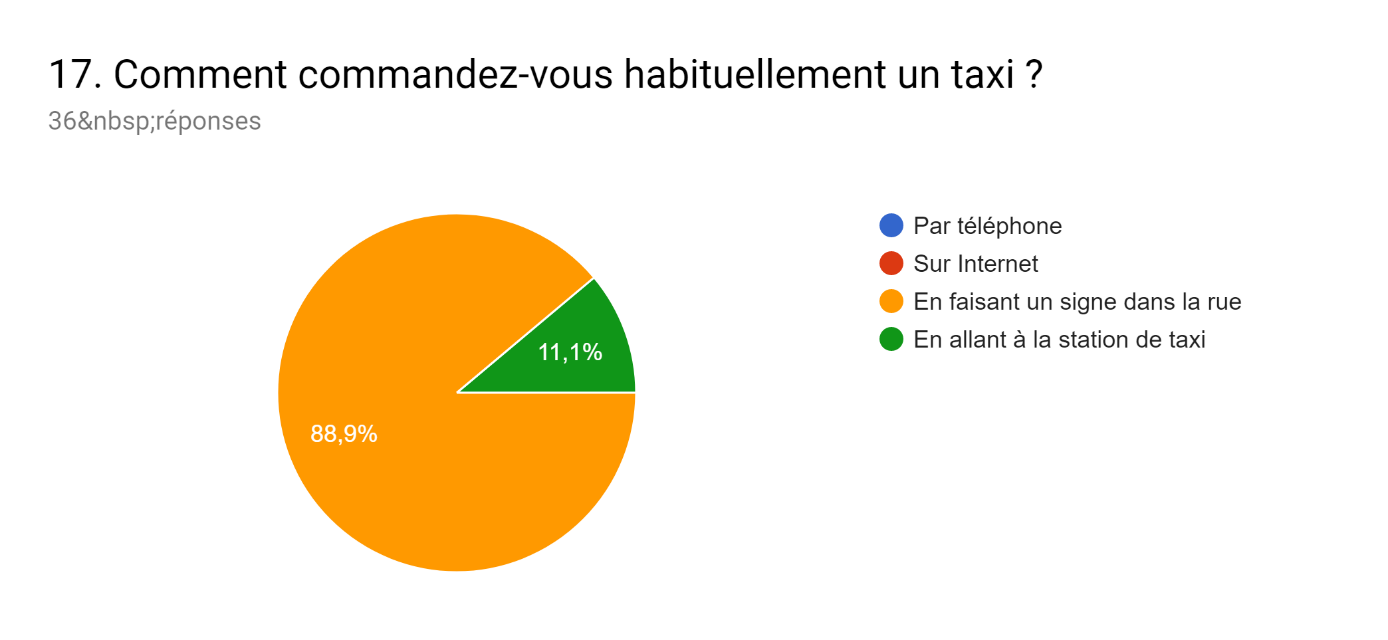 17. Comment commandez-vous habituellement un taxi ?
36&nbsp;réponses
Par téléphone
Sur Internet
En faisant un signe dans la rue
En allant à la station de taxi
11,1%
88,9%